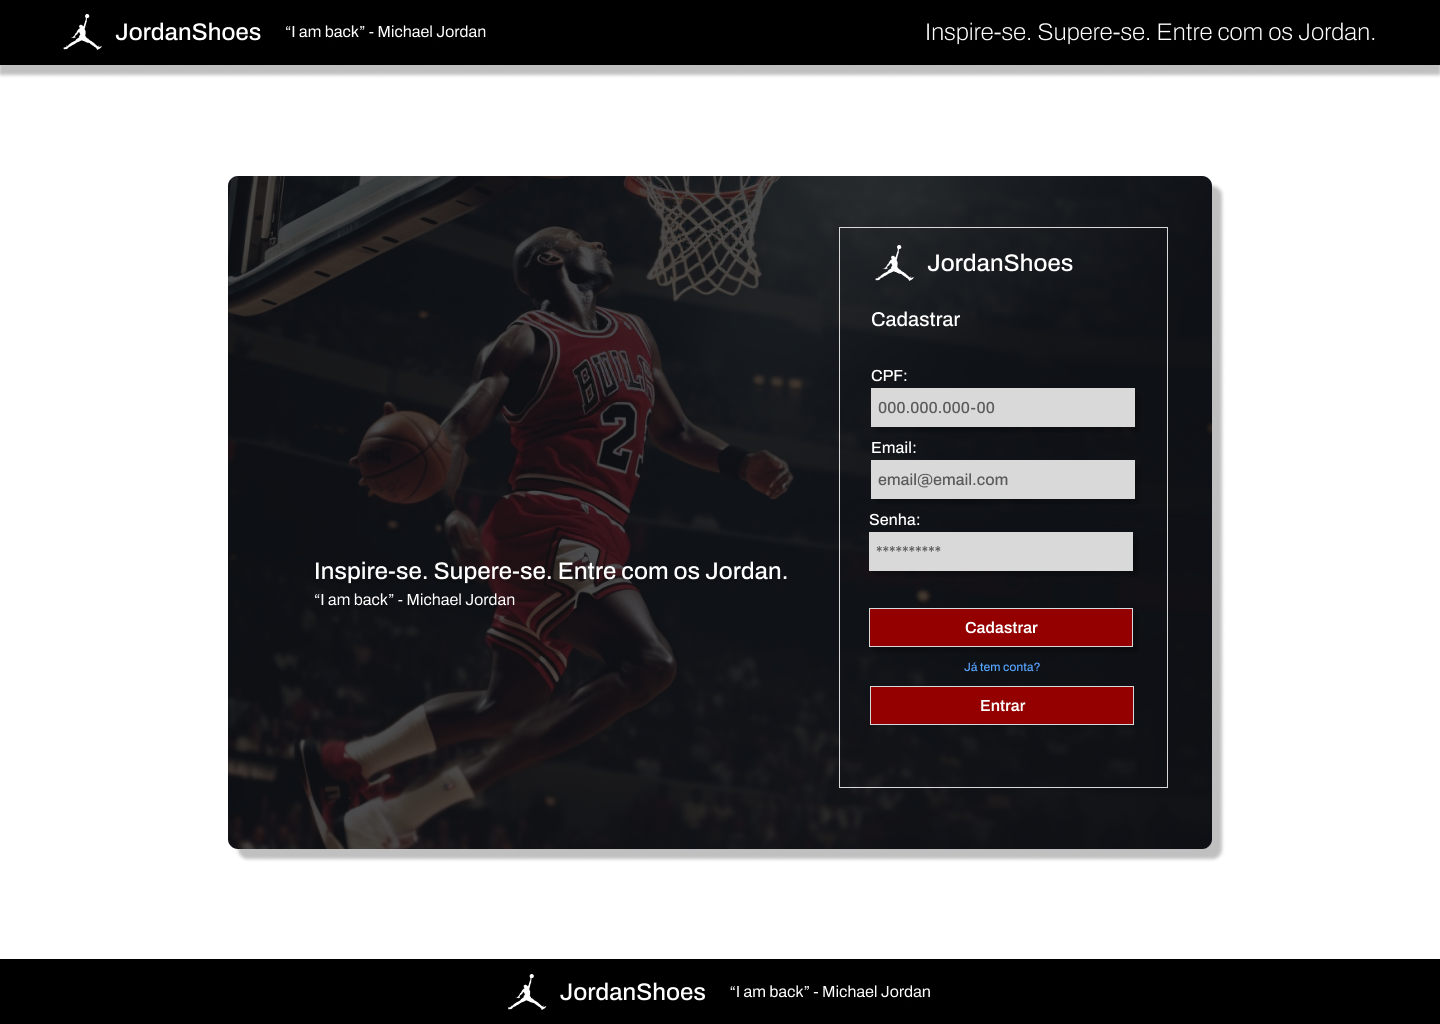 JordanShoes
“I am back” - Michael Jordan
Inspire-se. Supere-se. Entre com os Jordan.
BULLS
23
JordanShoes
Cadastrar
CPF:
000.000.000-00
Email:
email@email.com
Senha:
**********
Inspire-se. Supere-se. Entre com os Jordan.
“I am back” - Michael Jordan
Cadastrar
Já tem conta?
Entrar
JordanShoes
“I am back” - Michael Jordan